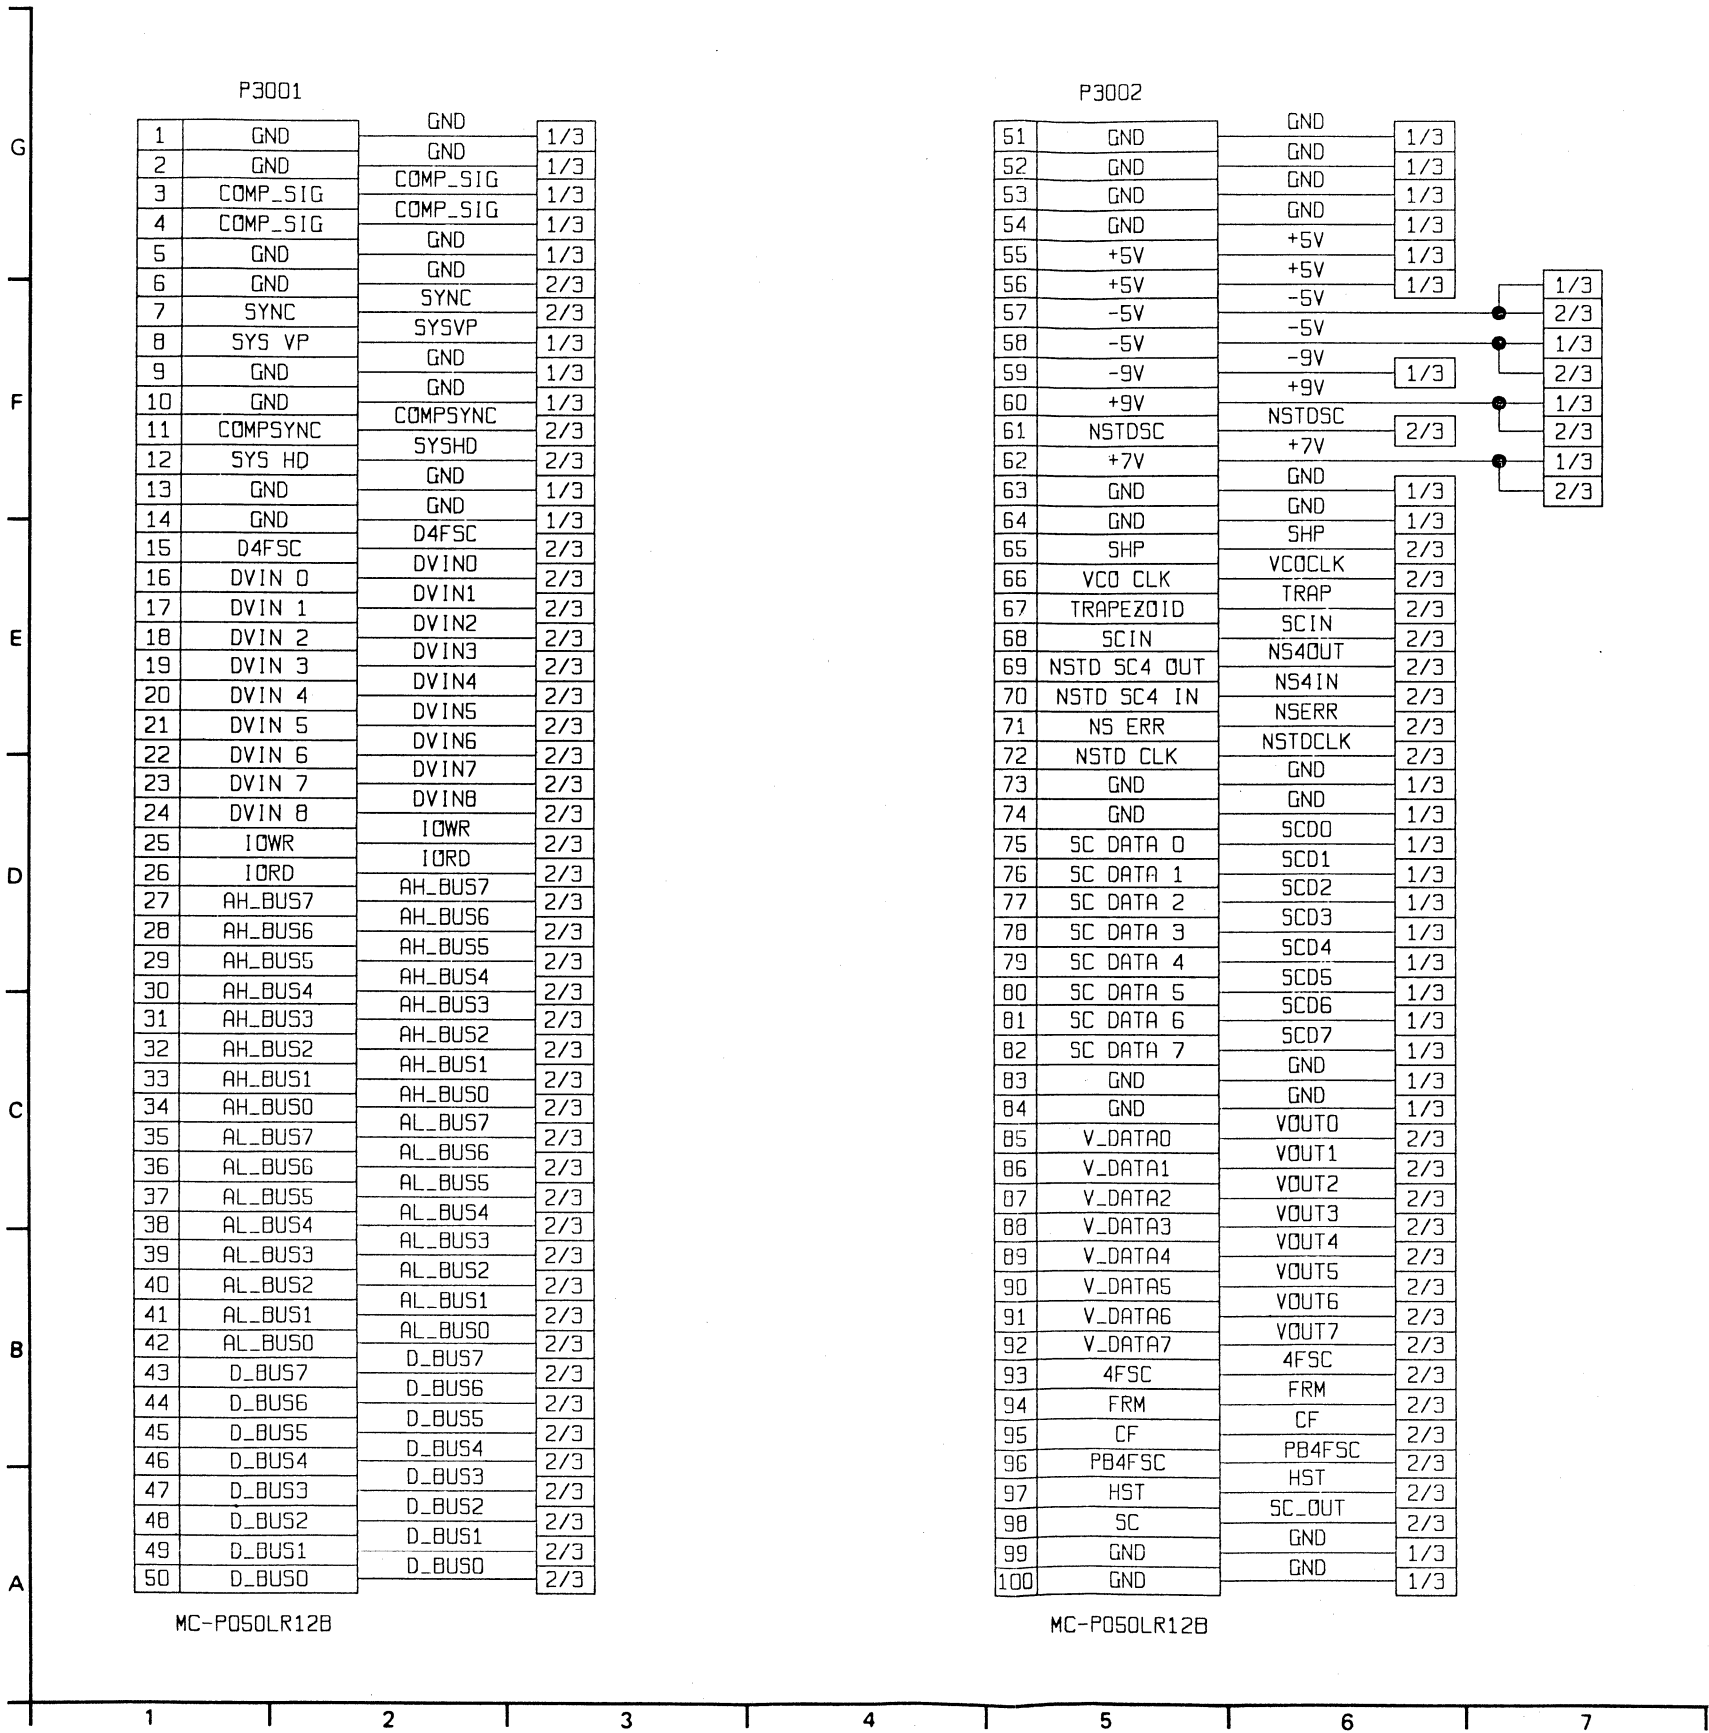 P3001
1 GND GND 1/3
2 GND GND 1/3
3 COMP_SIG COMP_SIG 1/3
4 COMP_SIG COMP_SIG 1/3
5 GND GND 1/3
6 GND GND 2/3
7 SYNC SYNC 2/3
8 SYS VP SYSVP 1/3
9 GND GND 1/3
10 GND GND 1/3
11 COMPSYNC COMPSYNC 2/3
12 SYS HD SYSHD 2/3
13 GND GND 1/3
14 GND GND 1/3
15 D4FSC D4FSC 2/3
16 DVIN 0 DVIN0 2/3
17 DVIN 1 DVIN1 2/3
18 DVIN 2 DVIN2 2/3
19 DVIN 3 DVIN3 2/3
20 DVIN 4 DVIN4 2/3
21 DVIN 5 DVIN5 2/3
22 DVIN 6 DVIN6 2/3
23 DVIN 7 DVIN7 2/3
24 DVIN 8 DVIN8 2/3
25 IOWR IOWR 2/3
26 IORD IORD 2/3
27 AH_BUS7 AH_BUS7 2/3
28 AH_BUS6 AH_BUS6 2/3
29 AH_BUS5 AH_BUS5 2/3
30 AH_BUS4 AH_BUS4 2/3
31 AH_BUS3 AH_BUS3 2/3
32 AH_BUS2 AH_BUS2 2/3
33 AH_BUS1 AH_BUS1 2/3
34 AH_BUS0 AH_BUS0 2/3
35 AL_BUS7 AL_BUS7 2/3
36 AL_BUS6 AL_BUS6 2/3
37 AL_BUS5 AL_BUS5 2/3
38 AL_BUS4 AL_BUS4 2/3
39 AL_BUS3 AL_BUS3 2/3
40 AL_BUS2 AL_BUS2 2/3
41 AL_BUS1 AL_BUS1 2/3
42 AL_BUS0 AL_BUS0 2/3
43 D_BUS7 D_BUS7 2/3
44 D_BUS6 D_BUS6 2/3
45 D_BUS5 D_BUS5 2/3
46 D_BUS4 D_BUS4 2/3
47 D_BUS3 D_BUS3 2/3
48 D_BUS2 D_BUS2 2/3
49 D_BUS1 D_BUS1 2/3
50 D_BUS0 D_BUS0 2/3
MC-P050LR12B
P3002
51 GND GND 1/3
52 GND GND 1/3
53 GND GND 1/3
54 GND GND 1/3
55 +5V +5V 1/3
56 +5V +5V 1/3
57 -5V -5V 1/3 2/3
58 -5V -5V 1/3 2/3
59 -9V -9V 1/3
60 +9V +9V 1/3 2/3
61 NSTDSC NSTDSC 2/3
62 +7V +7V 1/3 2/3
63 GND GND 1/3
64 GND GND 1/3
65 SHP SHP 2/3
66 VCO CLK VCOCLK 2/3
67 TRAPEZOID TRAP 2/3
68 SCIN SCIN 2/3
69 NSTD SC4 OUT NS4OUT 2/3
70 NSTD SC4 IN NS4IN 2/3
71 NS ERR NSERR 2/3
72 NSTD CLK NSTDCLK 2/3
73 GND GND 1/3
74 GND GND 1/3
75 SC DATA 0 SCD0 1/3
76 SC DATA 1 SCD1 1/3
77 SC DATA 2 SCD2 1/3
78 SC DATA 3 SCD3 1/3
79 SC DATA 4 SCD4 1/3
80 SC DATA 5 SCD5 1/3
81 SC DATA 6 SCD6 1/3
82 SC DATA 7 SCD7 1/3
83 GND GND 1/3
84 GND GND 1/3
85 V_DATA0 VOUT0 2/3
86 V_DATA1 VOUT1 2/3
87 V_DATA2 VOUT2 2/3
88 V_DATA3 VOUT3 2/3
89 V_DATA4 VOUT4 2/3
90 V_DATA5 VOUT5 2/3
91 V_DATA6 VOUT6 2/3
92 V_DATA7 VOUT7 2/3
93 4FSC 4FSC 2/3
94 FRM FRM 2/3
95 CF CF 2/3
96 PB4FSC PB4FSC 2/3
97 HST HST 2/3
98 SC SC_OUT 2/3
99 GND GND 1/3
100 GND GND 1/3
MC-P050LR12B
G
F
E
D
C
B
A
1 2 3 4 5 6 7